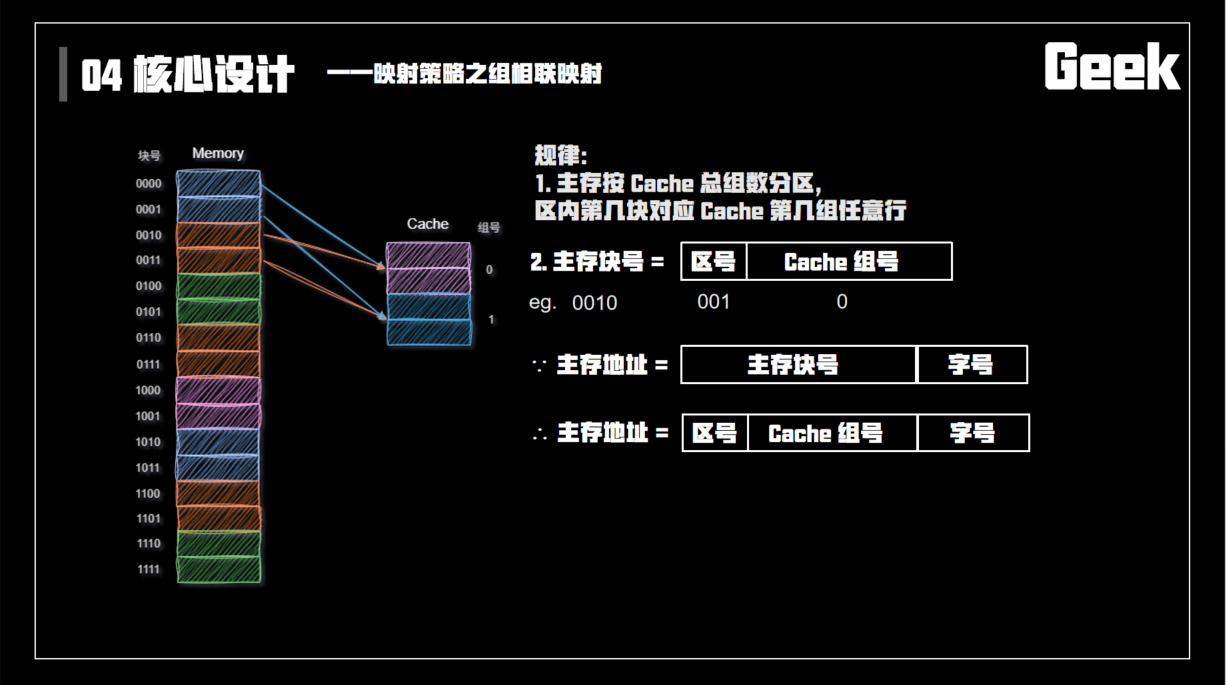 04 核心设计 ——映射策略之组相联映射
Geek
块号 Memory
0000
0001
0010
0011
0100
0101
0110
0111
1000
1001
1010
1011
1100
1101
1110
1111
Cache 组号
0
1
规律:
1. 主存按 Cache 总组数分区,
区内第几块对应 Cache 第几组任意行
2. 主存块号 = 区号 Cache 组号
eg. 0010 001 0
∵ 主存地址 = 主存块号 字号
∴ 主存地址 = 区号 Cache 组号 字号